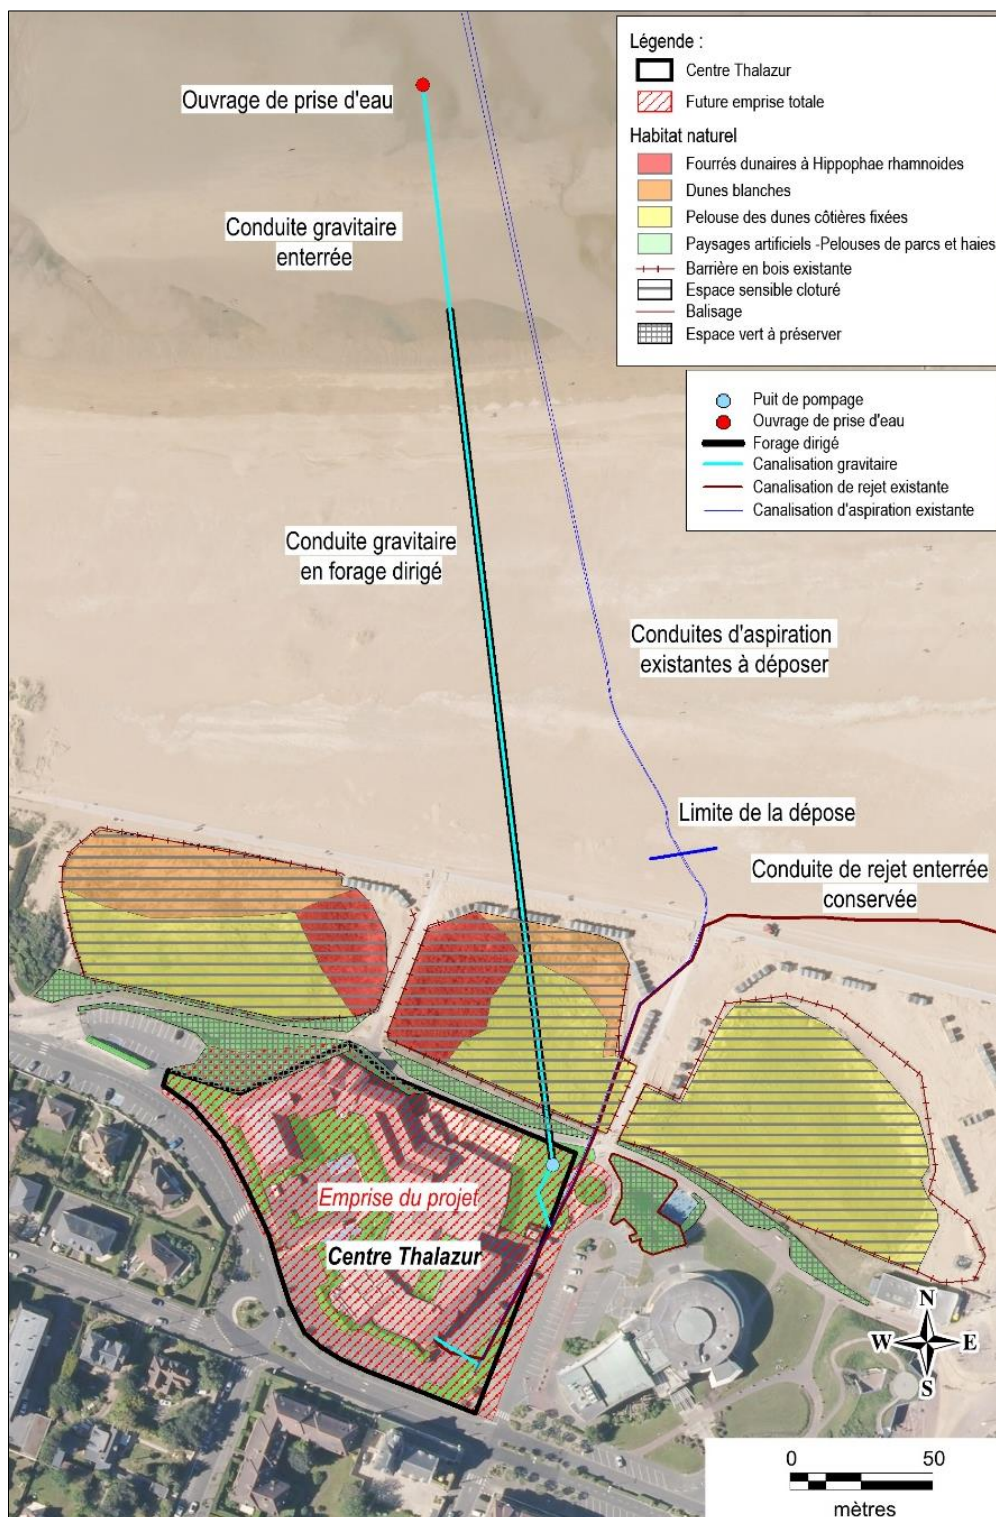 Légende :
Centre Thalazur
Future emprise totale
Habitat naturel
Fourrés dunaires à Hippophae rhamnoides
Dunes blanches
Pelouse des dunes côtières fixées
Paysages artificiels -Pelouses de parcs et haies
Barrière en bois existante
Espace sensible cloturé
Balisage
Espace vert à préserver
Puit de pompage
Ouvrage de prise d'eau
Forage dirigé
Canalisation gravitaire
Canalisation de rejet existante
Canalisation d'aspiration existante
Ouvrage de prise d'eau
Conduite gravitaire
enterrée
Conduite gravitaire
en forage dirigé
Conduites d'aspiration
existantes à déposer
Limite de la dépose
Conduite de rejet enterrée
conservée
Emprise du projet
Centre Thalazur
N
W
E
S
0
50
mètres